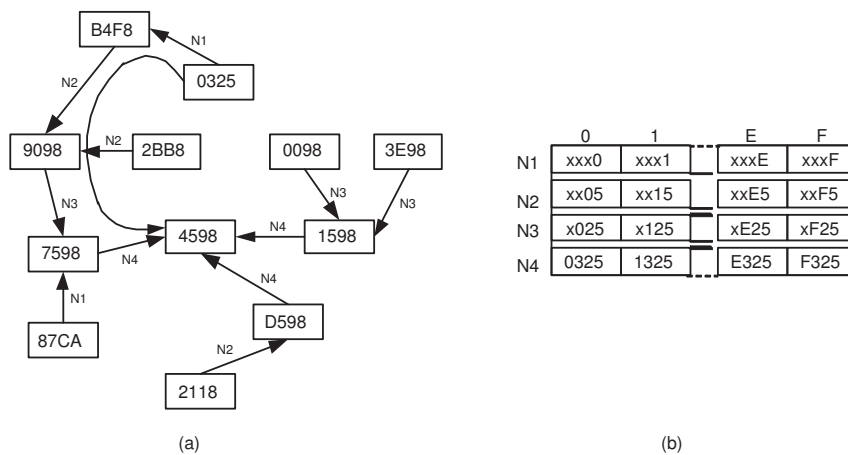 B4F8
N1
0325
N2
9098
N2
2BB8
0098
3E98
N3
N3
N3
7598
N4
4598
N4
1598
N1
N4
87CA
D598
N2
2118
(a)
0 1 E F
N1 xxx0 xxx1 xxxE xxxF
N2 xx05 xx15 xxE5 xxF5
N3 x025 x125 xE25 xF25
N4 0325 1325 E325 F325
(b)